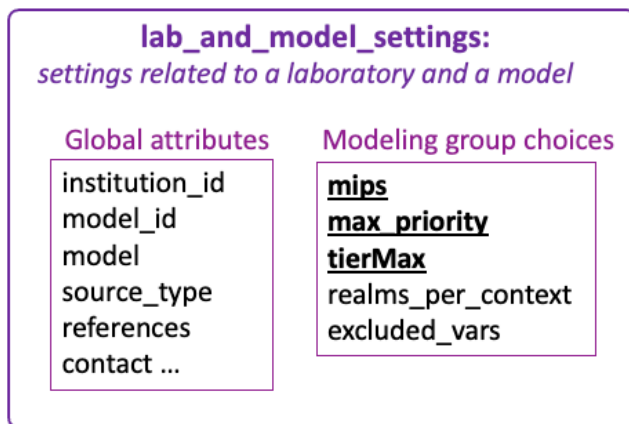 lab_and_model_settings:
settings related to a laboratory and a model
Global attributes
institution_id
model_id
model
source_type
references
contact ...
Modeling group choices
mips
max_priority
tierMax
realms_per_context
excluded_vars